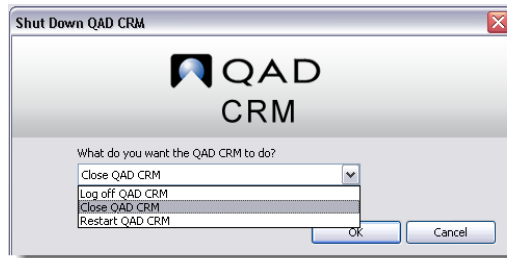 Shut Down QAD CRM
QAD
CRM
What do you want the QAD CRM to do?
Close QAD CRM
Log off QAD CRM
Close QAD CRM
Restart QAD CRM
OK
Cancel